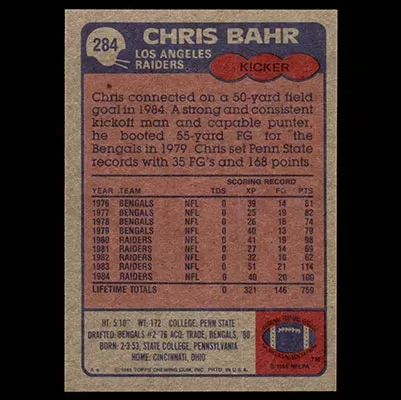 284
CHRIS BAHR
LOS ANGELES
RAIDERS
KICKER
Chris connected on a 50-yard field
goal in 1984. A strong and consistent
kickoff man and capable punter,
he booted 55-yard FG for the
Bengals in 1979. Chris set Penn State
records with 35 FG's and 168 points.
SCORING RECORD
YEAR TEAM TDS XP FG PTS
1976 BENGALS NFL 0 39 14 81
1977 BENGALS NFL 0 25 19 82
1978 BENGALS NFL 0 26 16 74
1979 BENGALS NFL 0 40 13 79
1980 RAIDERS NFL 0 41 19 98
1981 RAIDERS NFL 0 27 14 69
1982 RAIDERS NFL 0 32 10 62
1983 RAIDERS NFL 0 51 21 114
1984 RAIDERS NFL 0 40 20 100
LIFETIME TOTALS 0 321 146 759
HT: 5'10" WT: 172 COLLEGE: PENN STATE
DRAFTED: BENGALS #2-'76 ACQ: TRADE, BENGALS, '80
BORN: 2-3-53, STATE COLLEGE, PENNSYLVANIA
HOME: CINCINNATI, OHIO
© 1985 TOPPS CHEWING GUM, INC. PRTD. IN U.S.A.
TM
© 1985 NFLPA